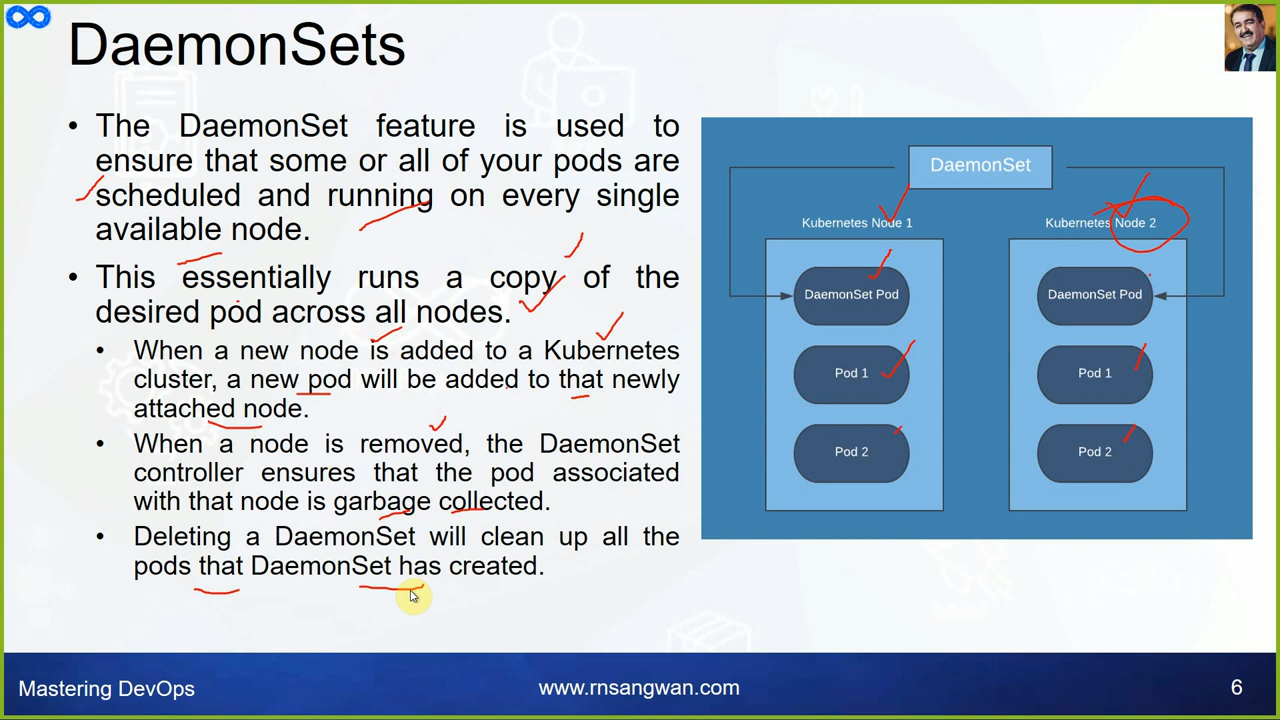 DaemonSets
• The DaemonSet feature is used to
ensure that some or all of your pods are
scheduled and running on every single
available node.
• This essentially runs a copy of the
desired pod across all nodes.
• When a new node is added to a Kubernetes
cluster, a new pod will be added to that newly
attached node.
• When a node is removed, the DaemonSet
controller ensures that the pod associated
with that node is garbage collected.
• Deleting a DaemonSet will clean up all the
pods that DaemonSet has created.
DaemonSet
Kubernetes Node 1
DaemonSet Pod
Pod 1
Pod 2
Kubernetes Node 2
DaemonSet Pod
Pod 1
Pod 2
Mastering DevOps
www.rnsangwan.com
6